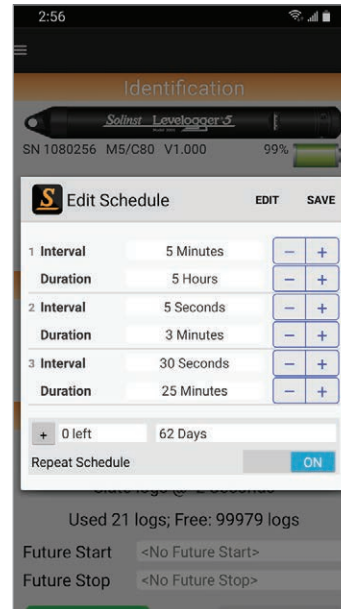 2:56
Identification
Solinst Levelogger 5
SN 1080256 M5/C80 V1.000 99%
S Edit Schedule EDIT SAVE
1 Interval 5 Minutes − +
Duration 5 Hours
2 Interval 5 Seconds − +
Duration 3 Minutes
3 Interval 30 Seconds − +
Duration 25 Minutes
+ 0 left 62 Days
Repeat Schedule ON
Used 21 logs; Free: 99979 logs
Future Start <No Future Start>
Future Stop <No Future Stop>